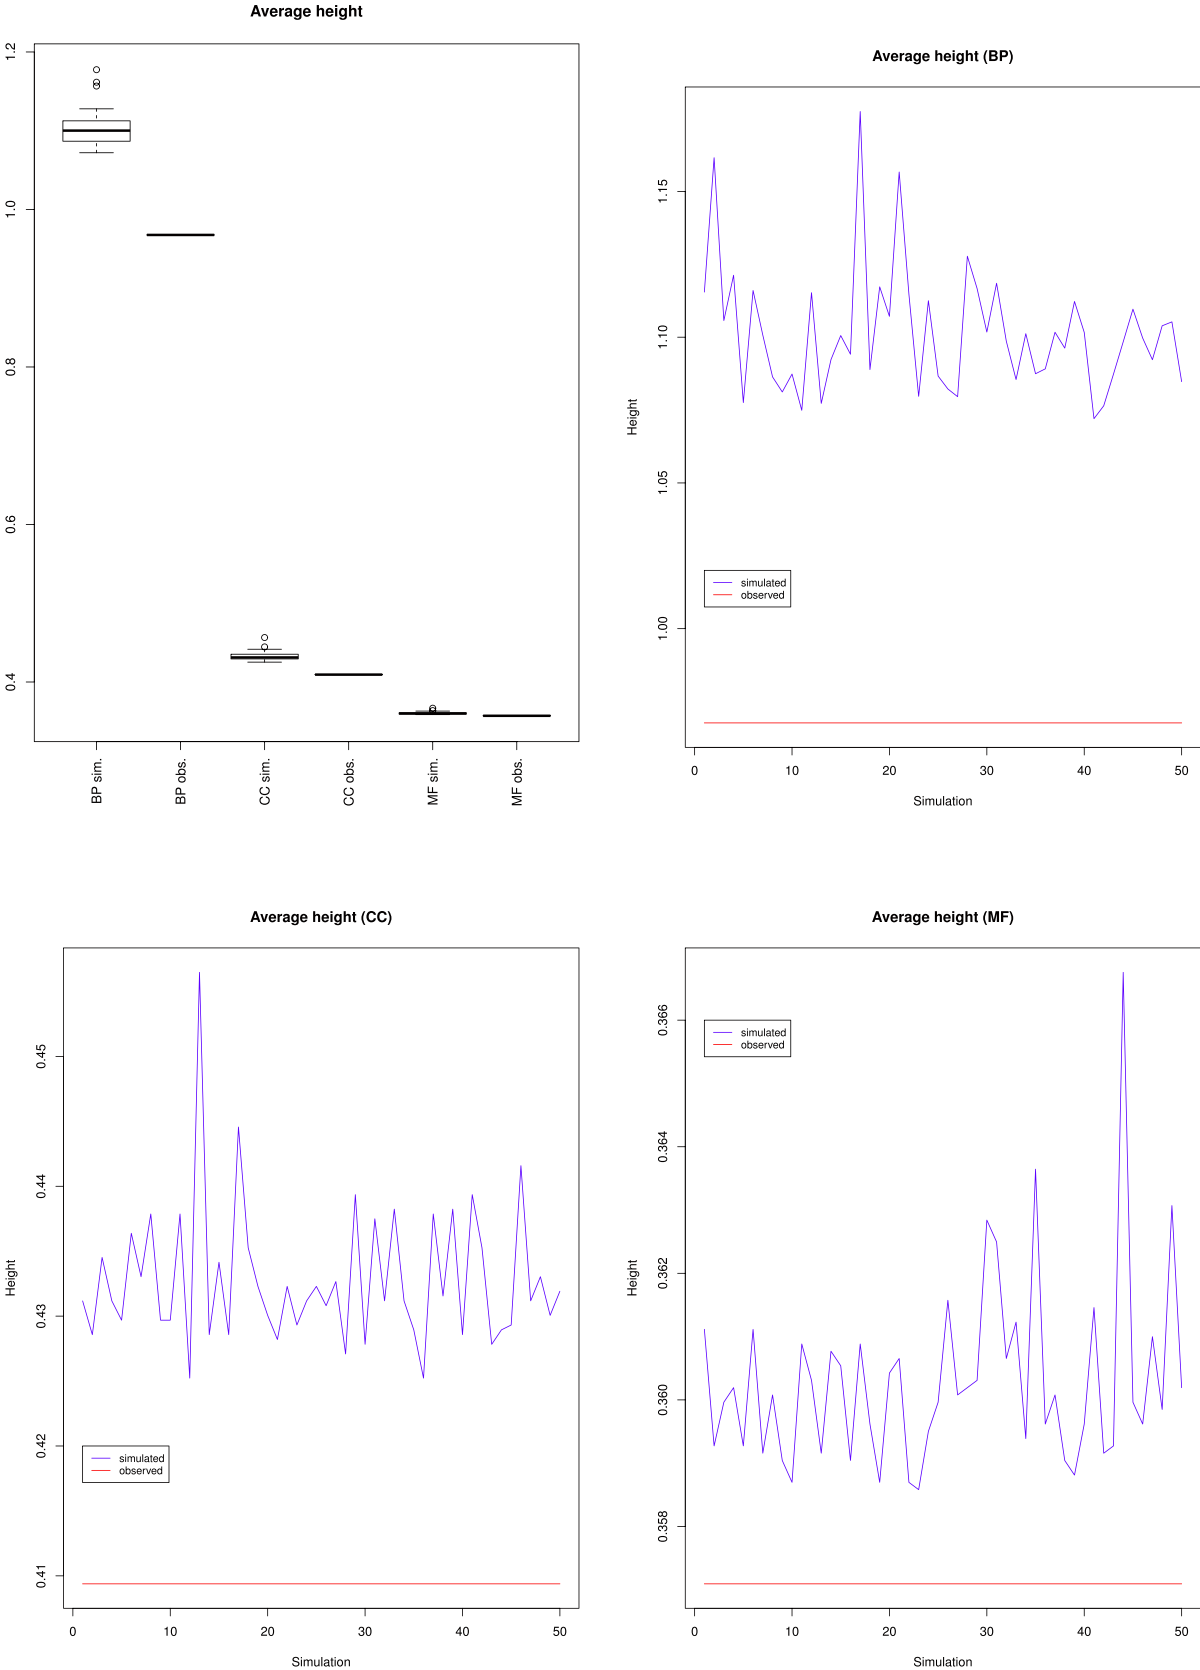 Average height
1.2
1.0
0.8
0.6
0.4
BP sim.
BP obs.
CC sim.
CC obs.
MF sim.
MF obs.
Average height (BP)
Height
1.15
1.10
1.05
1.00
simulated
observed
0 10 20 30 40 50
Simulation
Average height (CC)
Height
0.45
0.44
0.43
0.42
0.41
simulated
observed
0 10 20 30 40 50
Simulation
Average height (MF)
Height
0.366
0.364
0.362
0.360
0.358
simulated
observed
0 10 20 30 40 50
Simulation